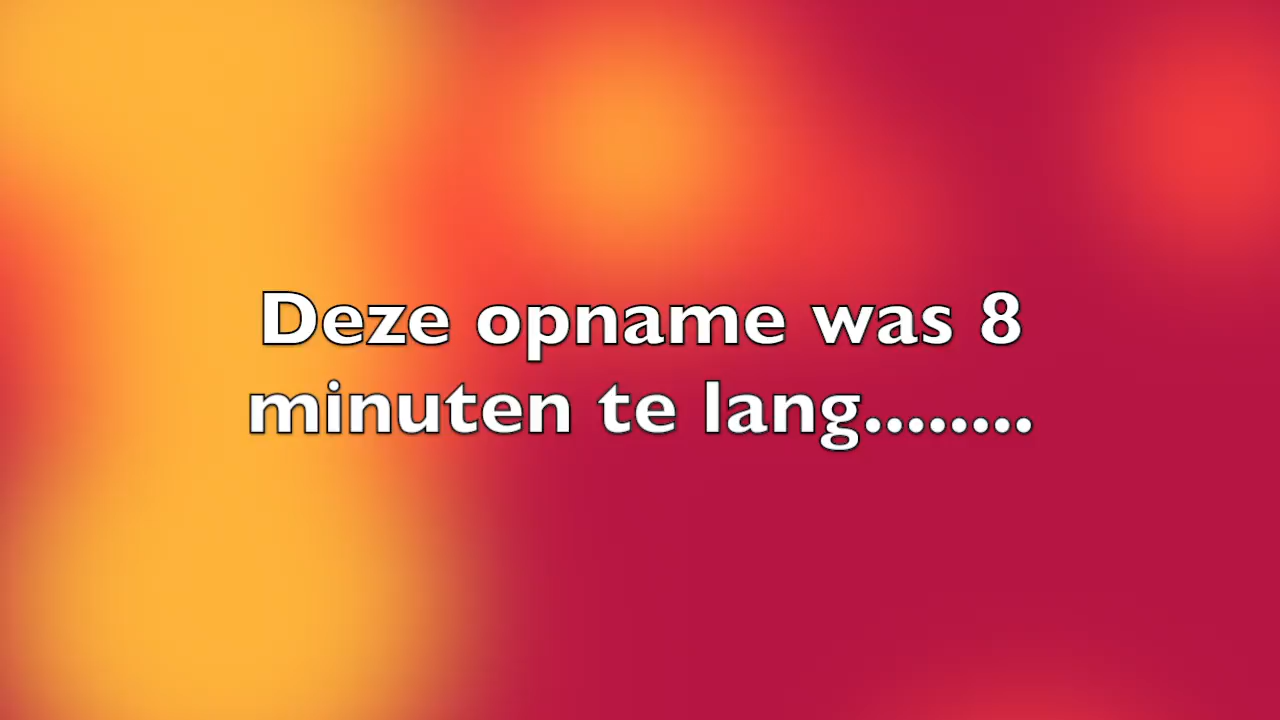 Deze opname was 8
minuten te lang........